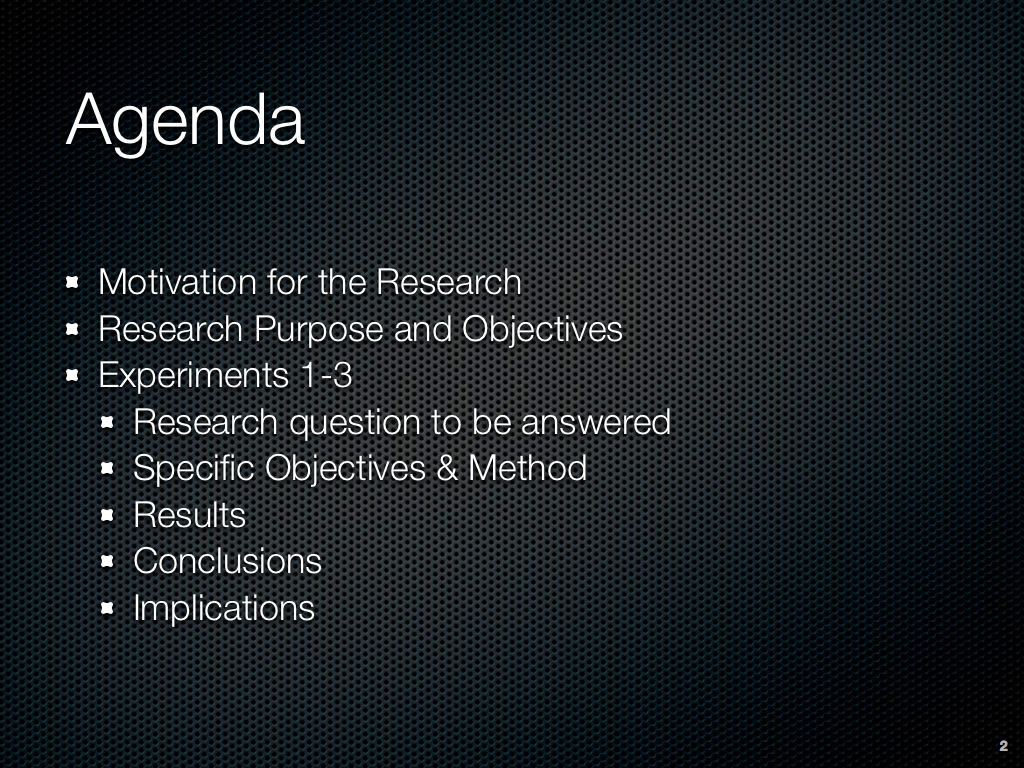 Agenda
Motivation for the Research
Research Purpose and Objectives
Experiments 1-3
Research question to be answered
Specific Objectives & Method
Results
Conclusions
Implications
2